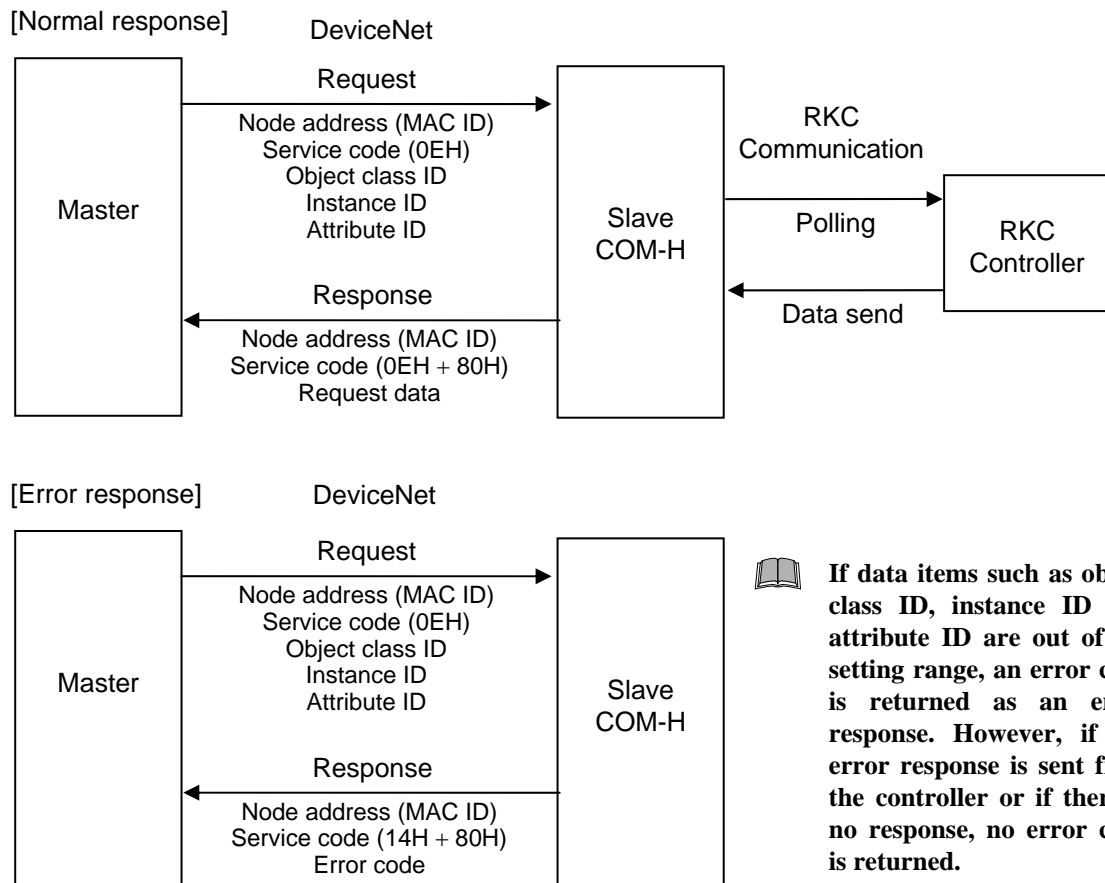 [Normal response]
DeviceNet
Request
Node address (MAC ID)
Service code (0EH)
Object class ID
Instance ID
Attribute ID
Master
Response
Node address (MAC ID)
Service code (0EH + 80H)
Request data
Slave
COM-H
RKC
Communication
Polling
Data send
RKC
Controller
[Error response]
DeviceNet
Request
Node address (MAC ID)
Service code (0EH)
Object class ID
Instance ID
Attribute ID
Master
Response
Node address (MAC ID)
Service code (14H + 80H)
Error code
Slave
COM-H
If data items such as ob
class ID, instance ID
attribute ID are out of
setting range, an error c
is returned as an er
response. However, if
error response is sent f
the controller or if ther
no response, no error c
is returned.